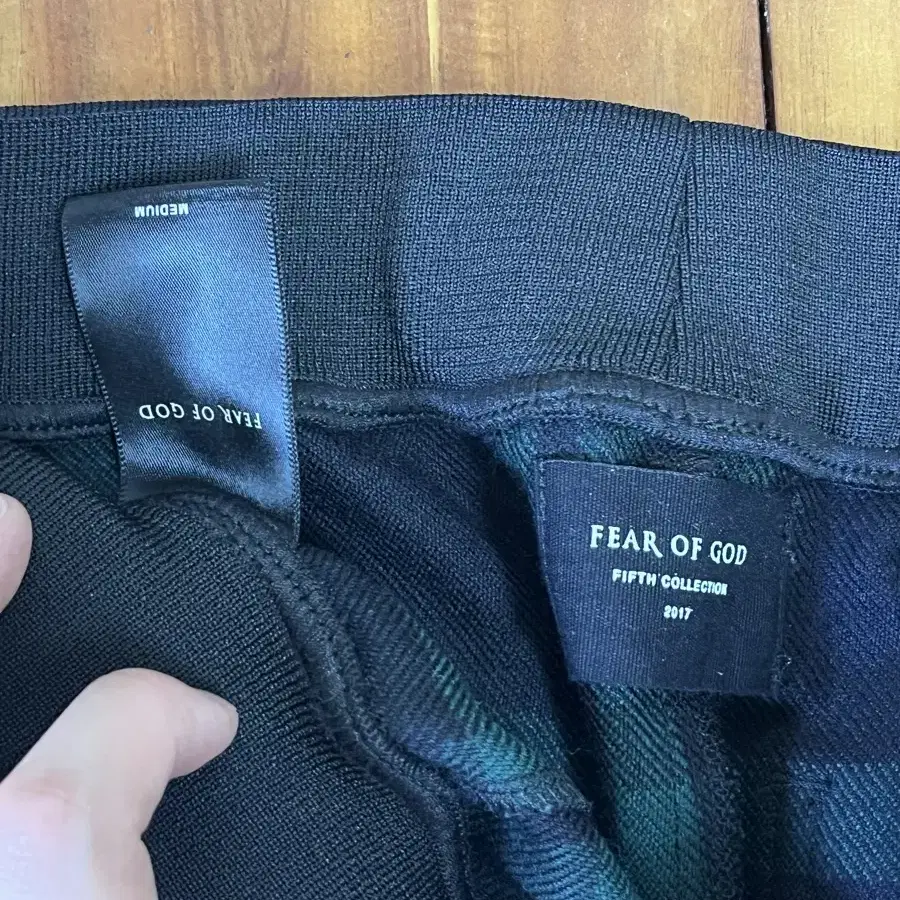 MEDIUM
FEAR OF GOD
FEAR OF GOD
FIFTH COLLECTION
2017